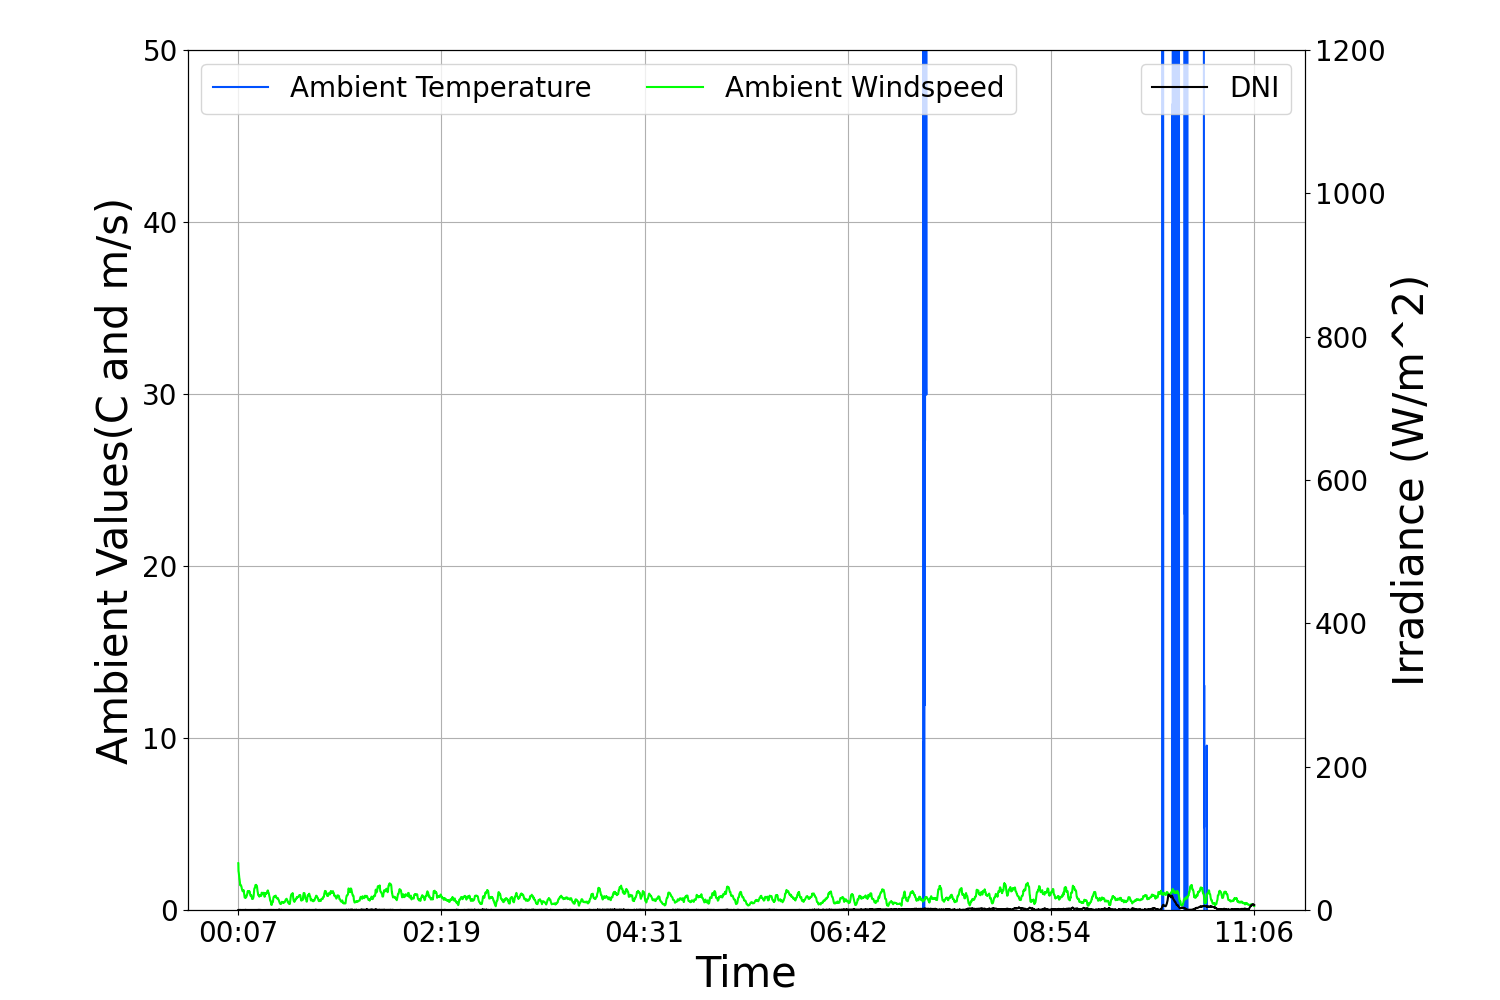 Ambient Temperature
Ambient Windspeed
DNI
Ambient Values(C and m/s)
50
40
30
20
10
0
1200
1000
800
600
400
200
0
Irradiance (W/m^2)
00:07 02:19 04:31 06:42 08:54 11:06
Time